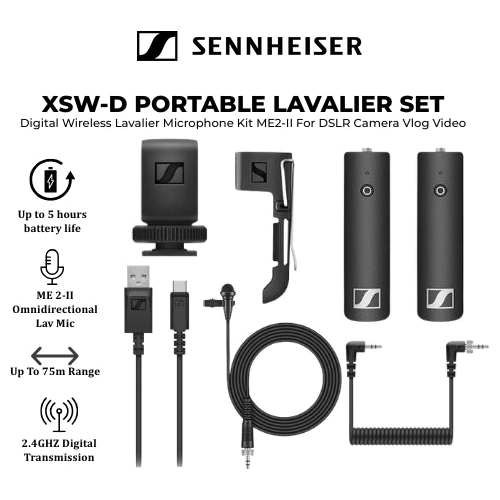 SENNHEISER
XSW-D PORTABLE LAVALIER SET
Digital Wireless Lavalier Microphone Kit ME2-II For DSLR Camera Vlog Video
Up to 5 hours
battery life
ME 2-II
Omnidirectional
Lav Mic
Up To 75m Range
2.4GHZ Digital
Transmission